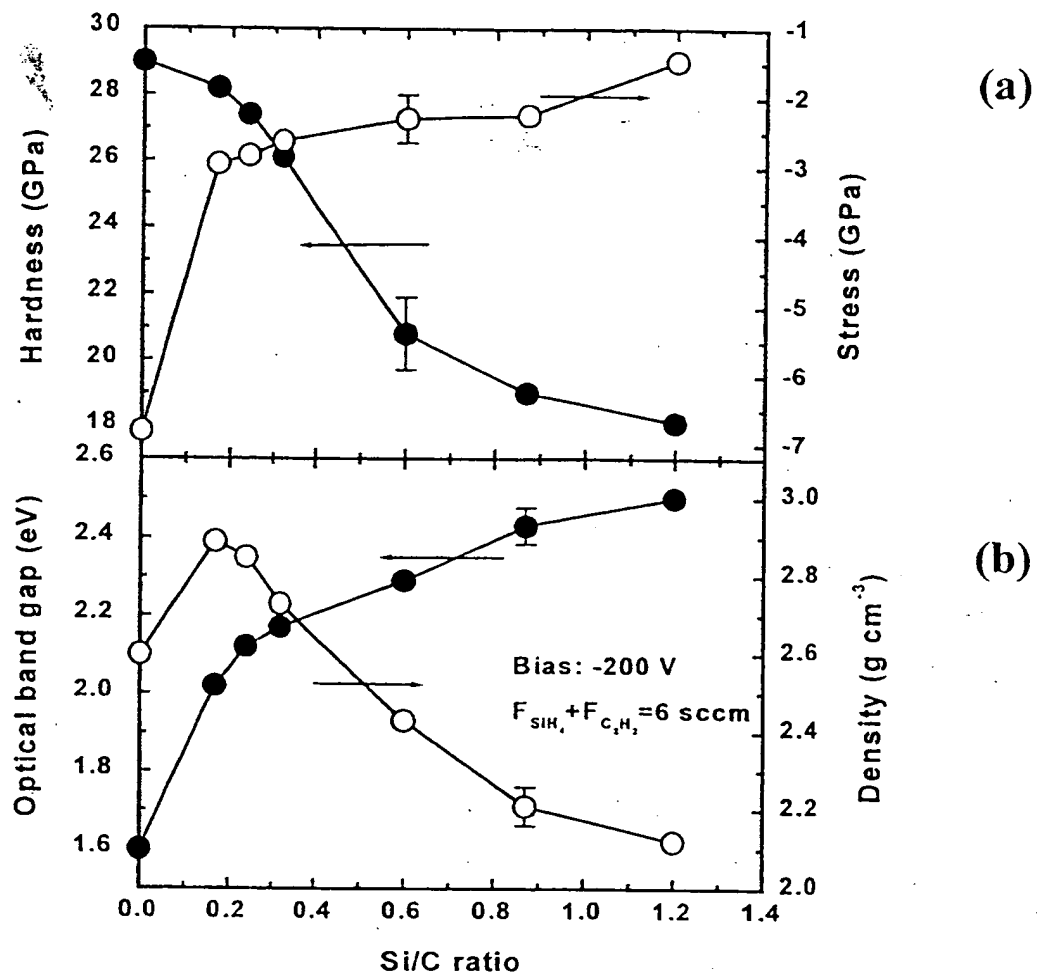 (a)
Hardness (GPa)
30
28
26
24
22
20
18
-1
-2
-3
-4
-5
-6
-7
Stress (GPa)
(b)
Optical band gap (eV)
2.6
2.4
2.2
2.0
1.8
1.6
3.0
2.8
2.6
2.4
2.2
2.0
Density (g cm⁻³)
Bias: -200 V
F_SiH₄+F_C₂H₂=6 sccm
0.0 0.2 0.4 0.6 0.8 1.0 1.2 1.4
Si/C ratio